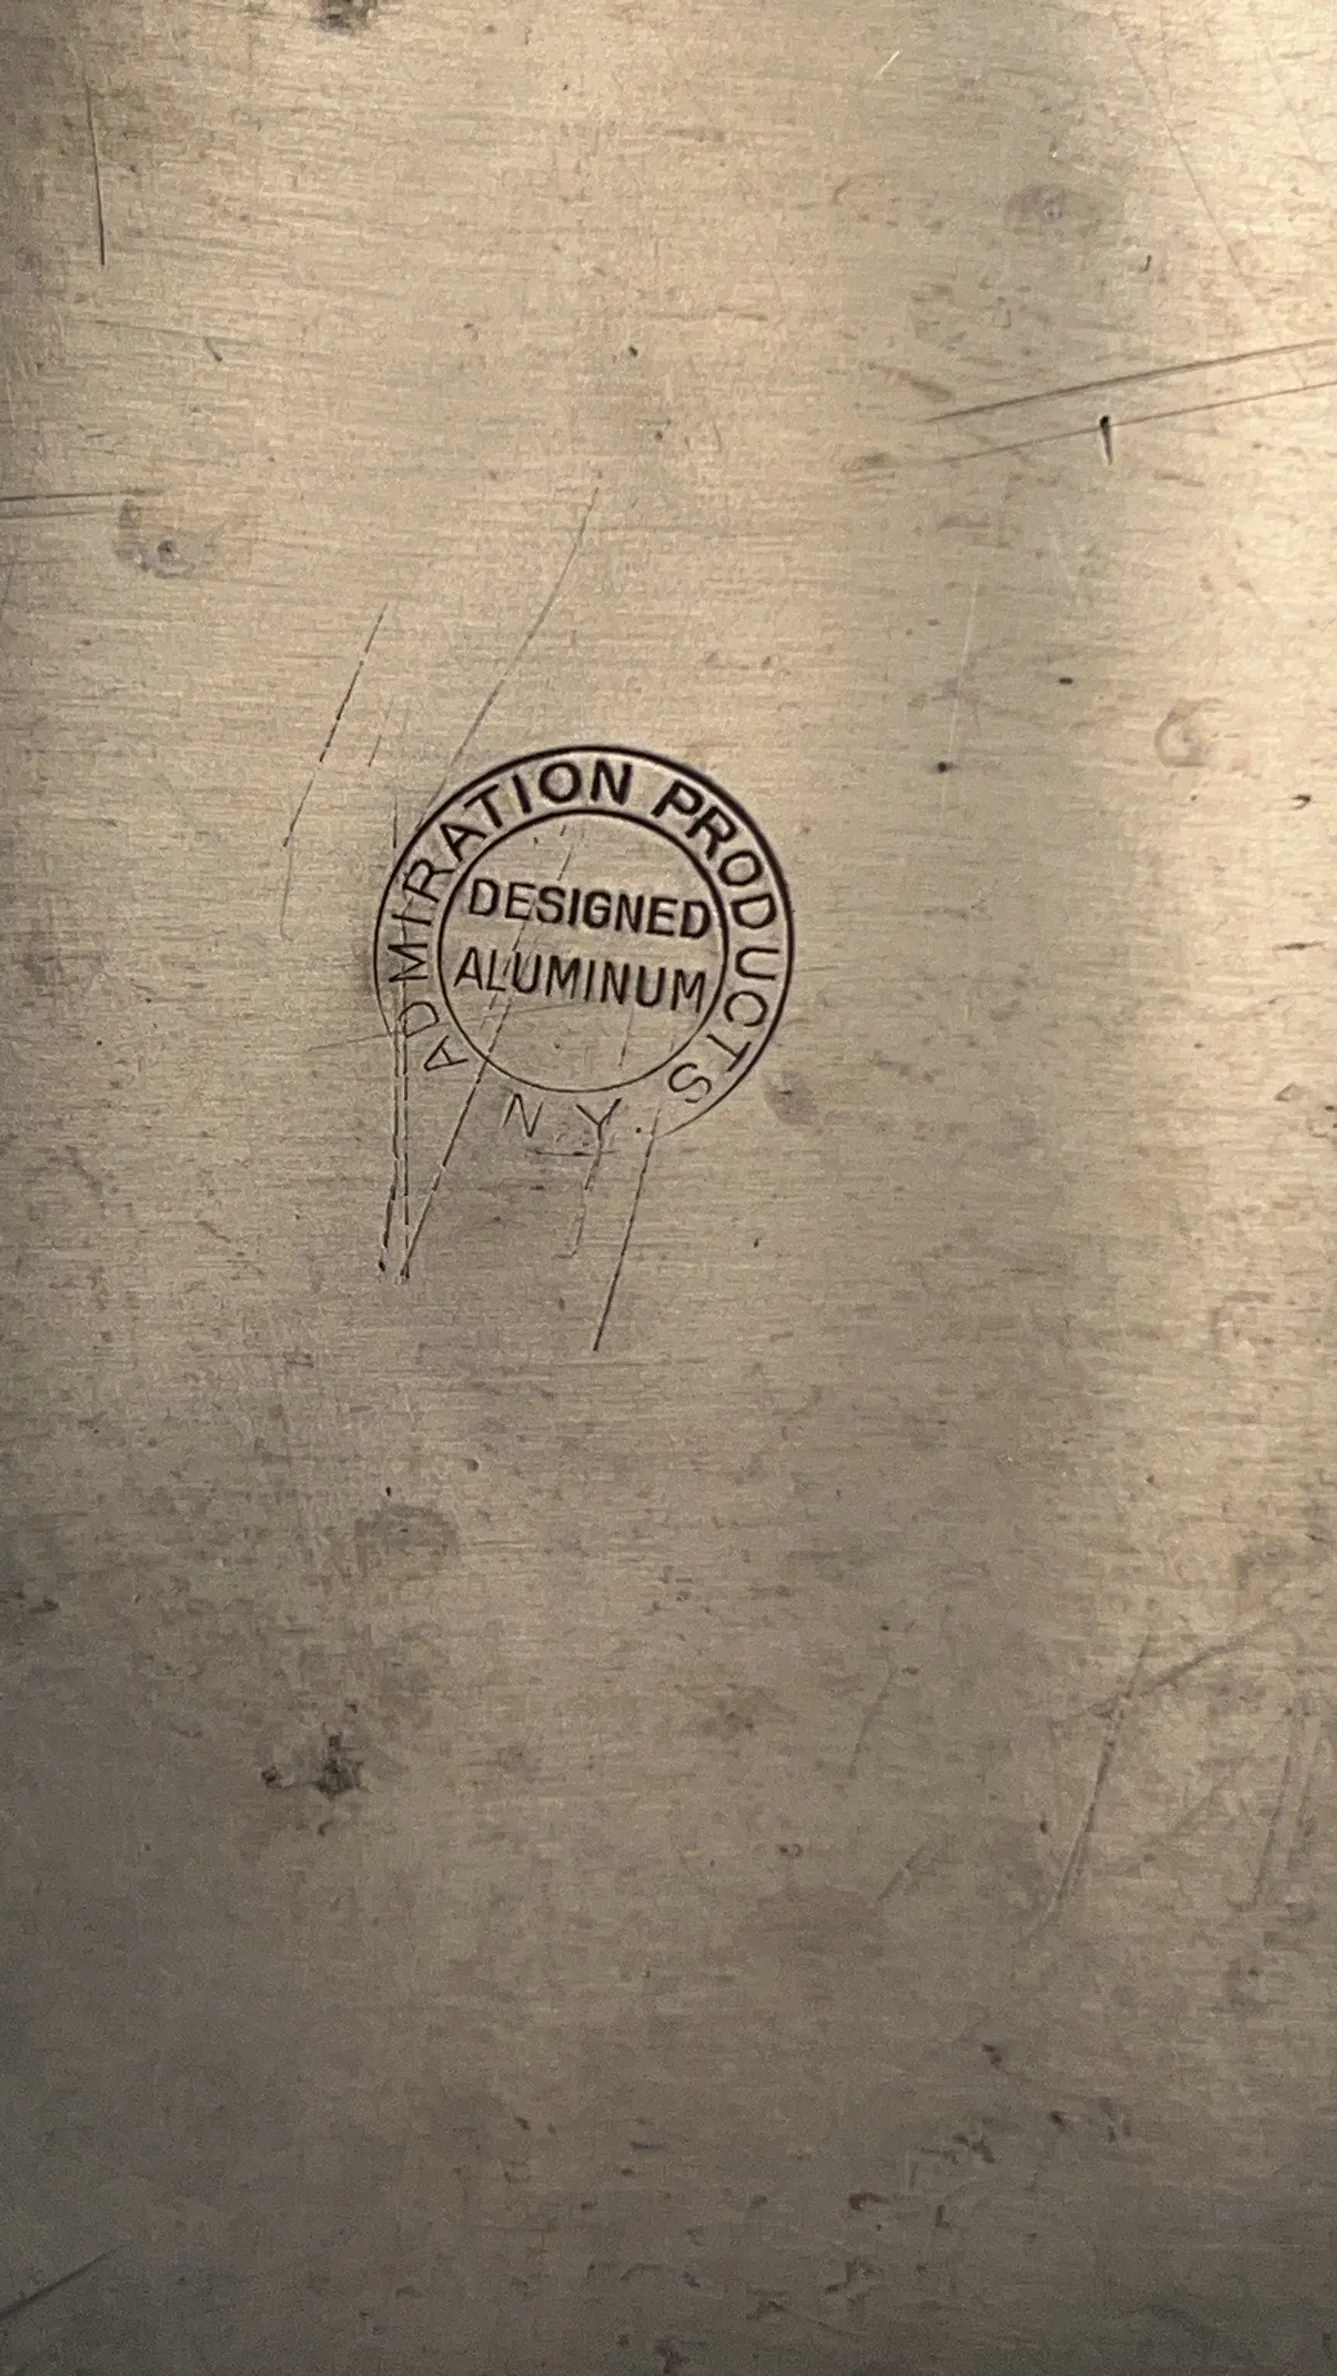 ADMIRATION PRODUCTS
DESIGNED
ALUMINUM
N.Y.